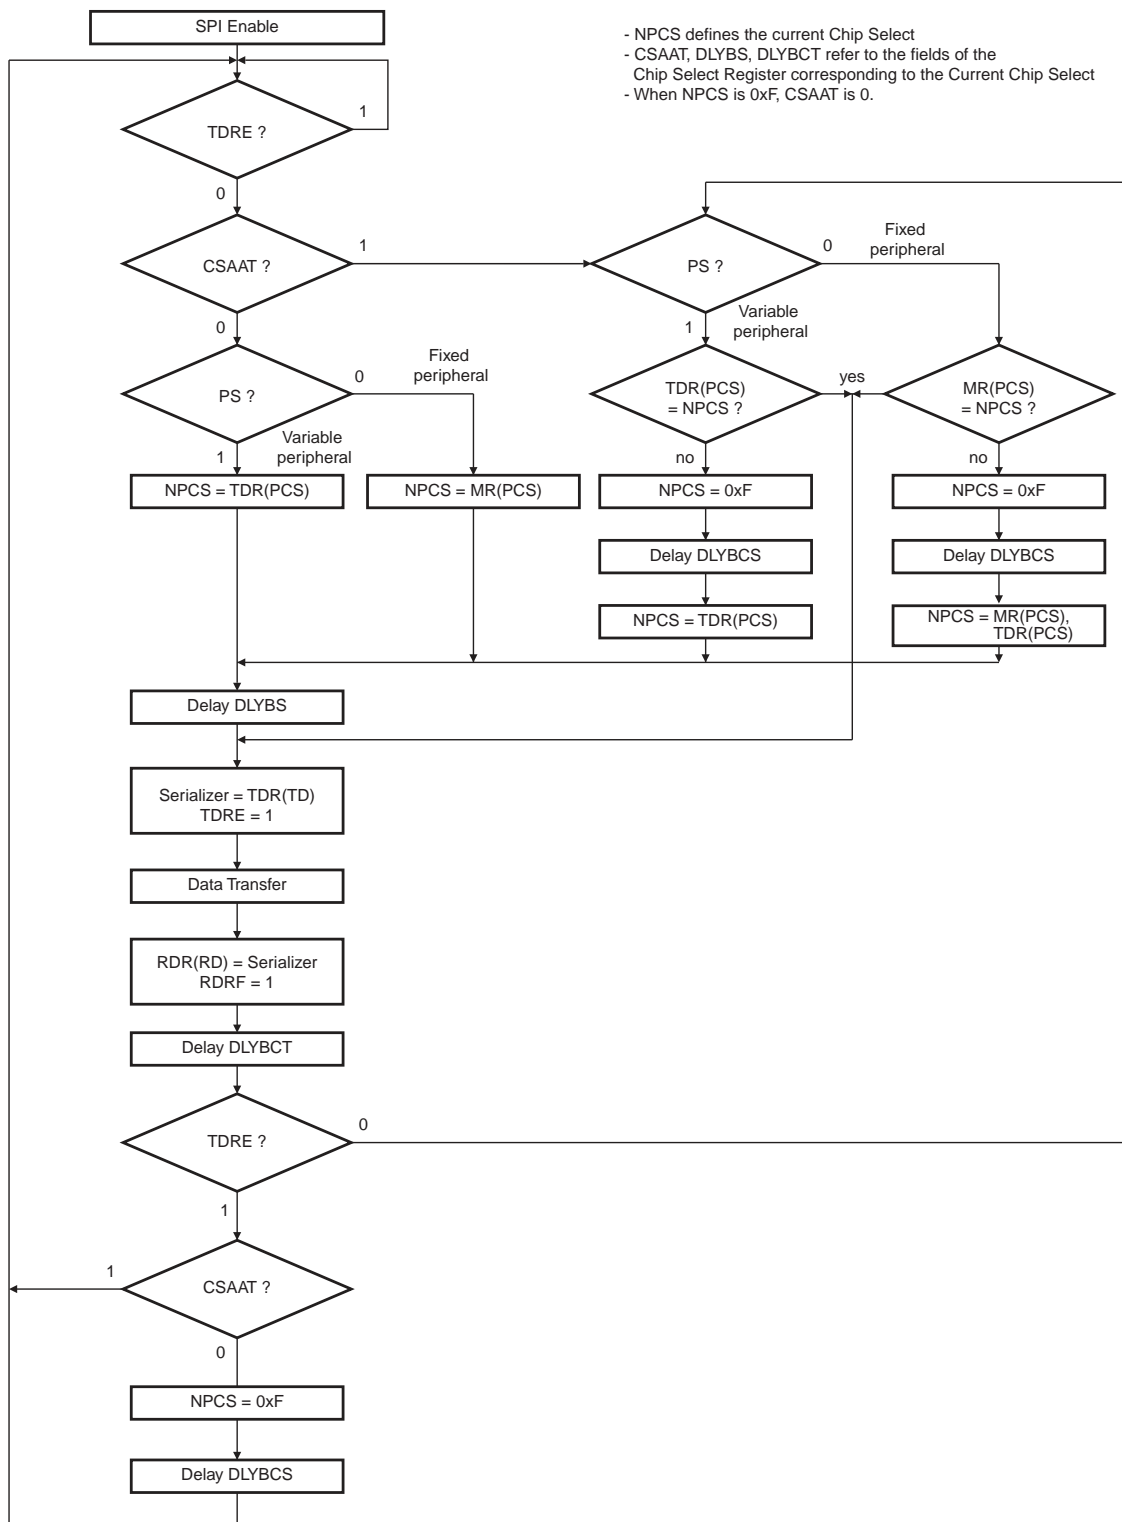 SPI Enable
- NPCS defines the current Chip Select
- CSAAT, DLYBS, DLYBCT refer to the fields of the
Chip Select Register corresponding to the Current Chip Select
- When NPCS is 0xF, CSAAT is 0.
1
TDRE ?
0
CSAAT ?
1
PS ?
0
Fixed
peripheral
0
1
Variable
peripheral
PS ?
0
Fixed
peripheral
TDR(PCS)
= NPCS ?
yes
MR(PCS)
= NPCS ?
1
Variable
peripheral
no
no
NPCS = TDR(PCS)
NPCS = MR(PCS)
NPCS = 0xF
NPCS = 0xF
Delay DLYBCS
Delay DLYBCS
NPCS = TDR(PCS)
NPCS = MR(PCS),
TDR(PCS)
Delay DLYBS
Serializer = TDR(TD)
TDRE = 1
Data Transfer
RDR(RD) = Serializer
RDRF = 1
Delay DLYBCT
TDRE ?
0
1
CSAAT ?
1
0
NPCS = 0xF
Delay DLYBCS